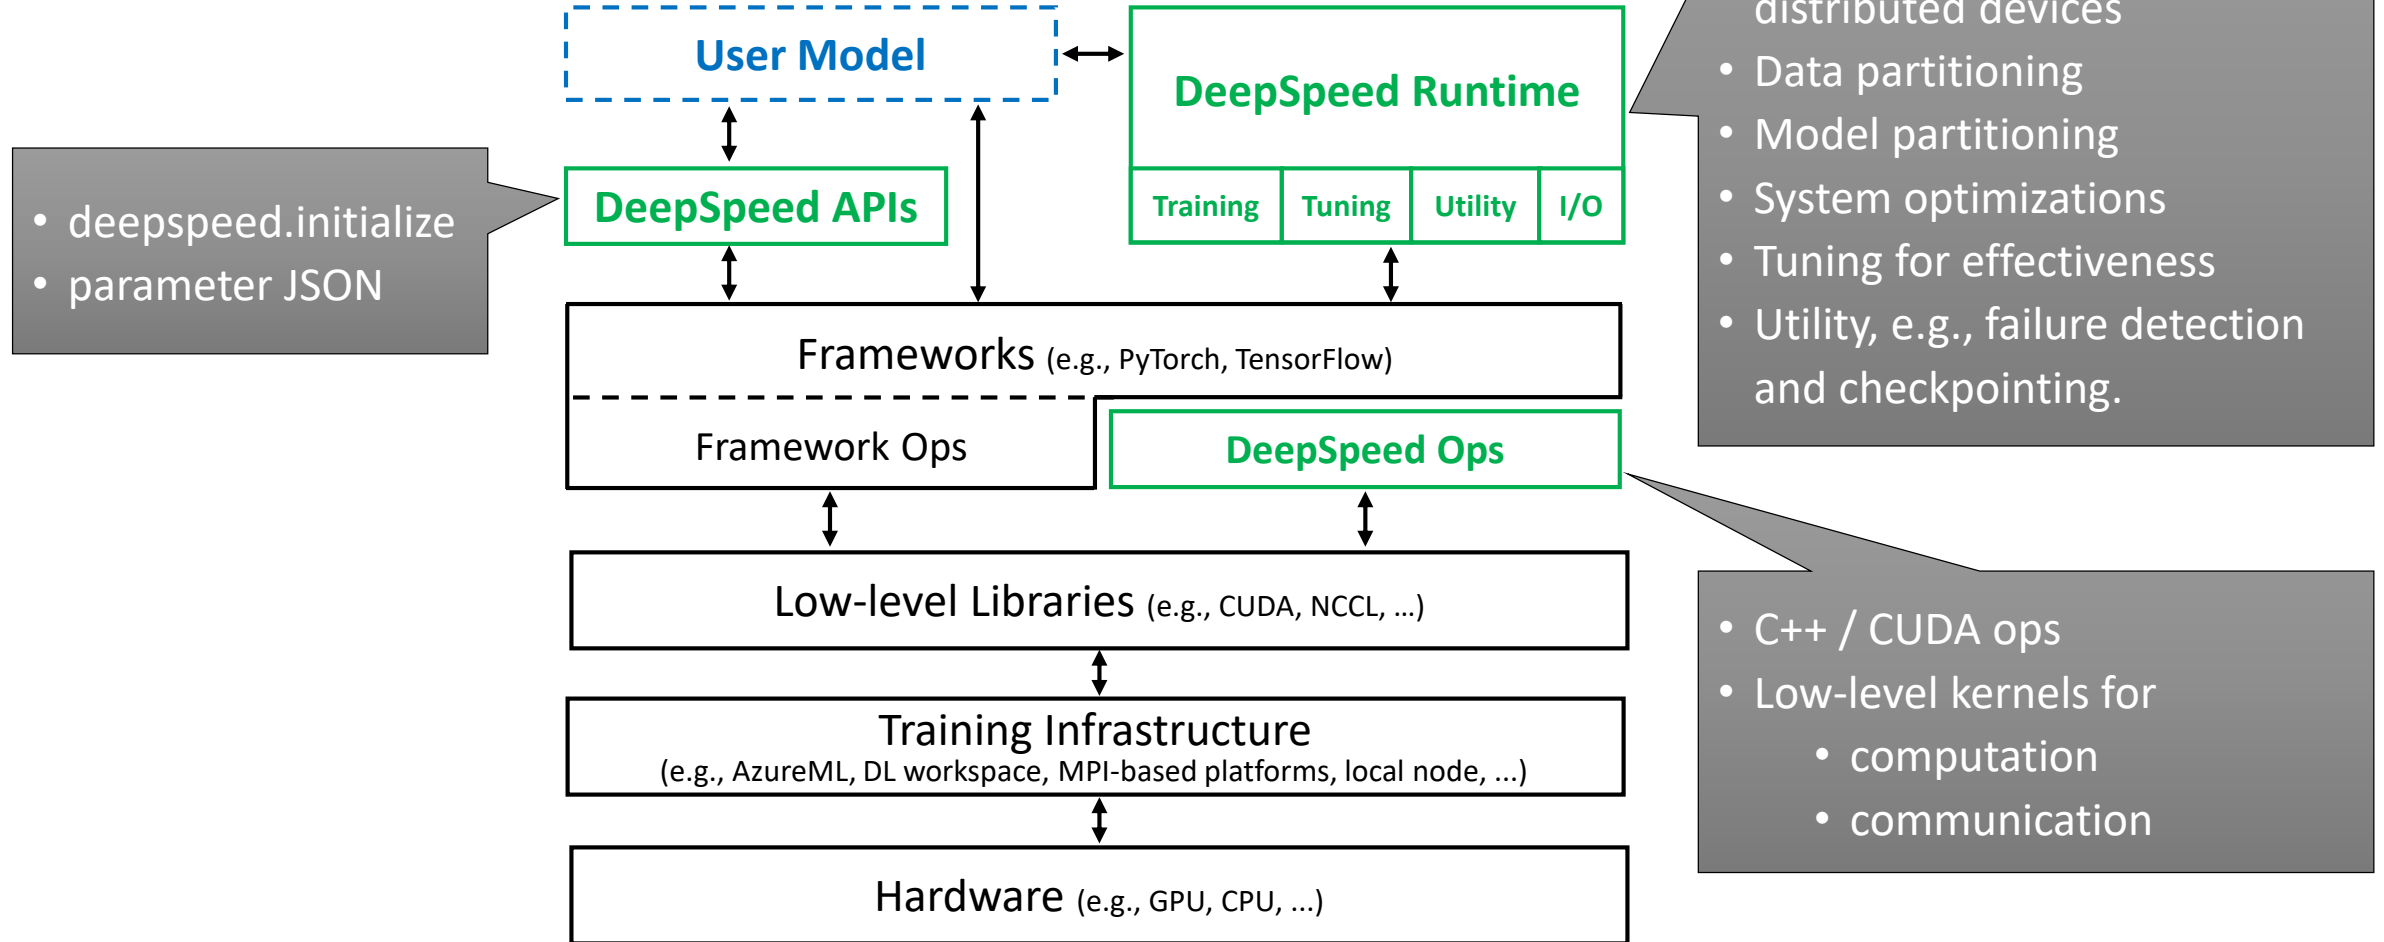 distributed devices
• Data partitioning
• Model partitioning
• System optimizations
• Tuning for effectiveness
• Utility, e.g., failure detection
and checkpointing.
User Model
DeepSpeed Runtime
Training Tuning Utility I/O
DeepSpeed APIs
• deepspeed.initialize
• parameter JSON
Frameworks (e.g., PyTorch, TensorFlow)
Framework Ops
DeepSpeed Ops
Low-level Libraries (e.g., CUDA, NCCL, ...)
• C++ / CUDA ops
• Low-level kernels for
• computation
• communication
Training Infrastructure
(e.g., AzureML, DL workspace, MPI-based platforms, local node, ...)
Hardware (e.g., GPU, CPU, ...)